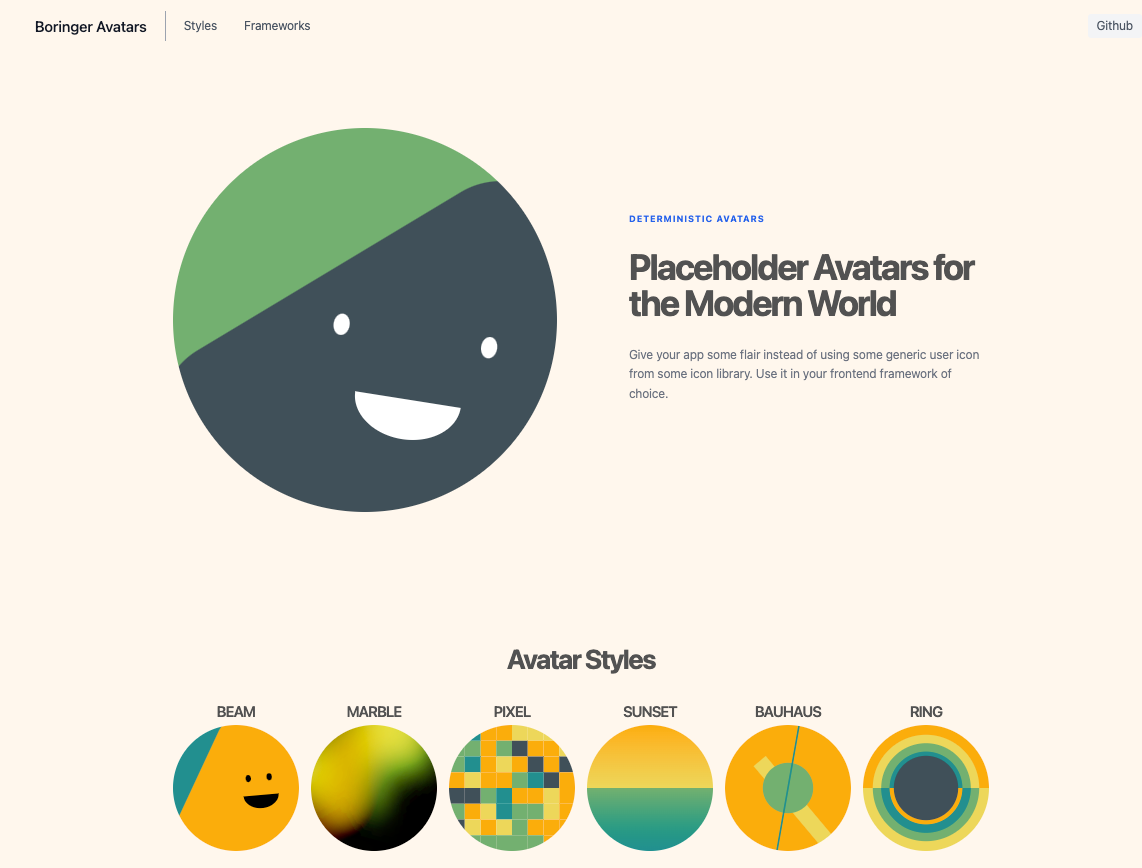 Boringer Avatars
Styles
Frameworks
Github
DETERMINISTIC AVATARS
Placeholder Avatars for
the Modern World
Give your app some flair instead of using some generic user icon
from some icon library. Use it in your frontend framework of
choice.
Avatar Styles
BEAM
MARBLE
PIXEL
SUNSET
BAUHAUS
RING